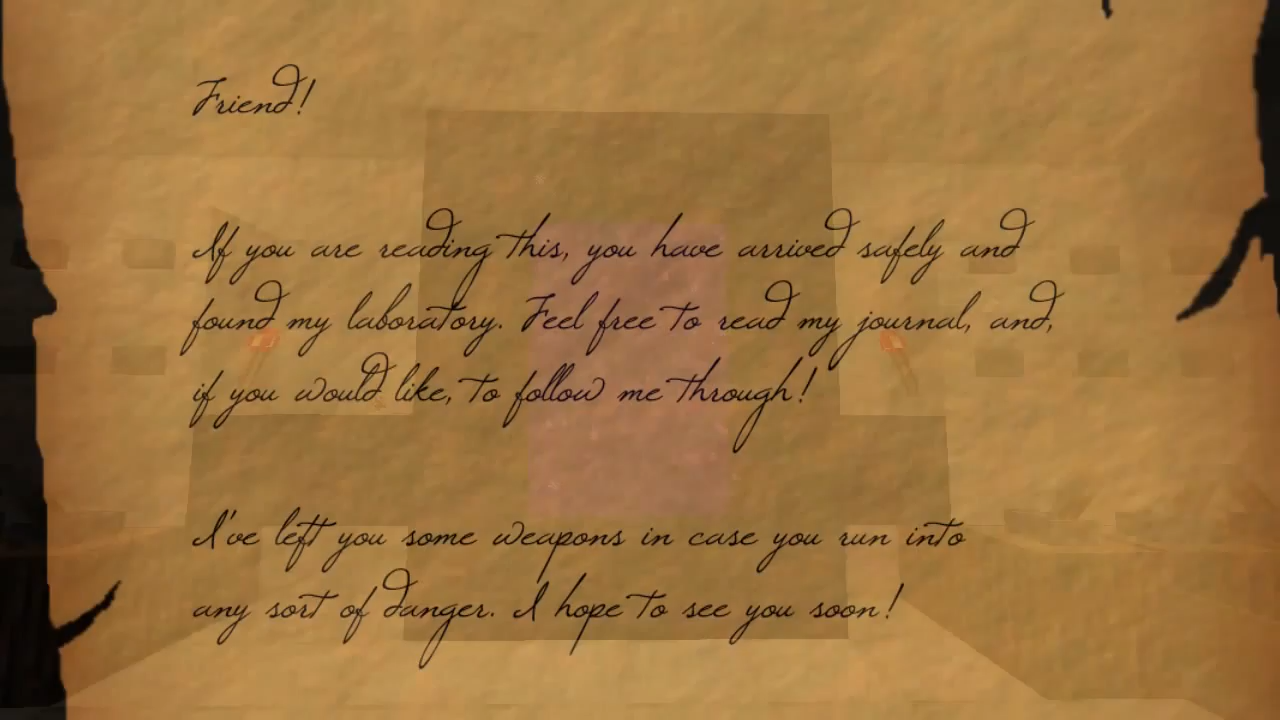 Friend!
If you are reading this, you have arrived safely and
found my laboratory. Feel free to read my journal, and,
if you would like, to follow me through!
I've left you some weapons in case you run into
any sort of danger. I hope to see you soon!